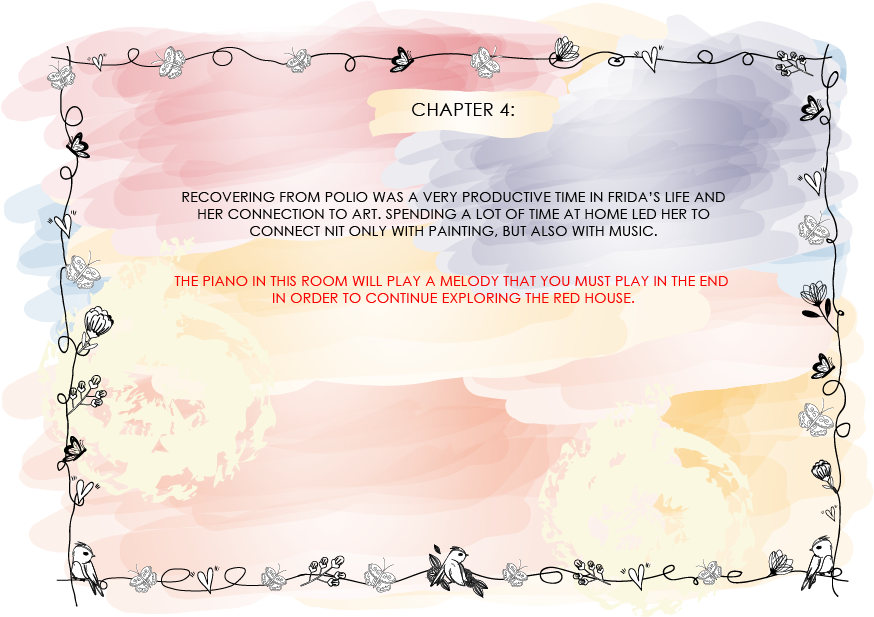 CHAPTER 4:
RECOVERING FROM POLIO WAS A VERY PRODUCTIVE TIME IN FRIDA'S LIFE AND
HER CONNECTION TO ART. SPENDING A LOT OF TIME AT HOME LED HER TO
CONNECT NIT ONLY WITH PAINTING, BUT ALSO WITH MUSIC.
THE PIANO IN THIS ROOM WILL PLAY A MELODY THAT YOU MUST PLAY IN THE END
IN ORDER TO CONTINUE EXPLORING THE RED HOUSE.